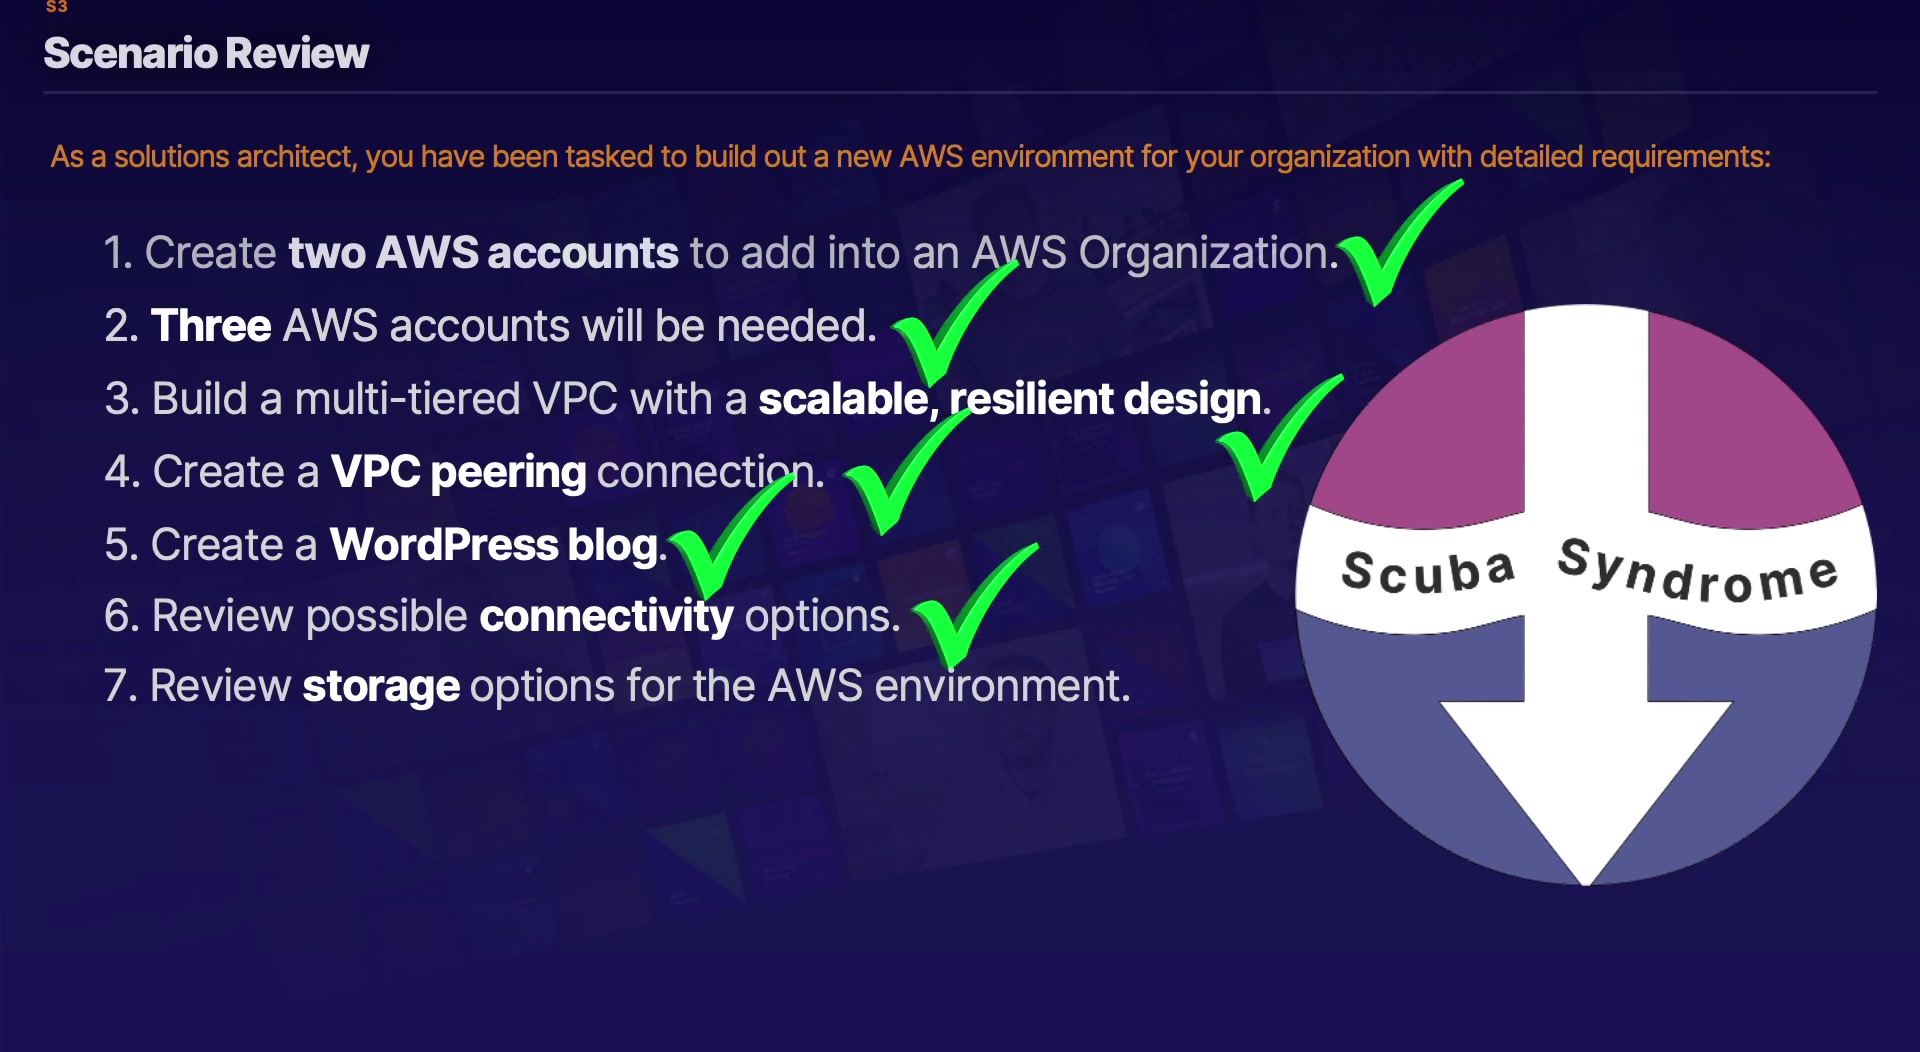 S3
Scenario Review
As a solutions architect, you have been tasked to build out a new AWS environment for your organization with detailed requirements:
1. Create two AWS accounts to add into an AWS Organization.
2. Three AWS accounts will be needed.
3. Build a multi-tiered VPC with a scalable, resilient design.
4. Create a VPC peering connection.
5. Create a WordPress blog.
6. Review possible connectivity options.
7. Review storage options for the AWS environment.
Scuba Syndrome